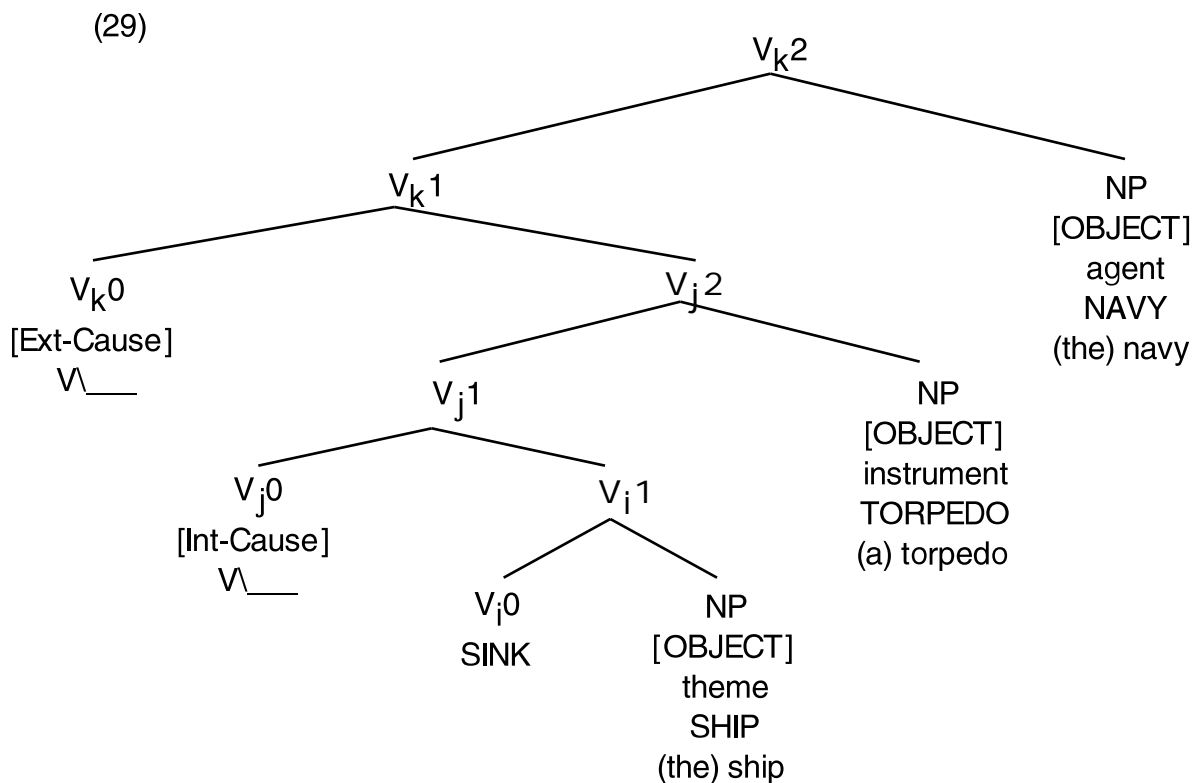 (29)
Vk2
Vk1
NP
[OBJECT]
agent
NAVY
(the) navy
Vk0
[Ext-Cause]
V\___
Vj2
Vj1
NP
[OBJECT]
instrument
TORPEDO
(a) torpedo
Vj0
[Int-Cause]
V\___
Vi1
Vi0
SINK
NP
[OBJECT]
theme
SHIP
(the) ship